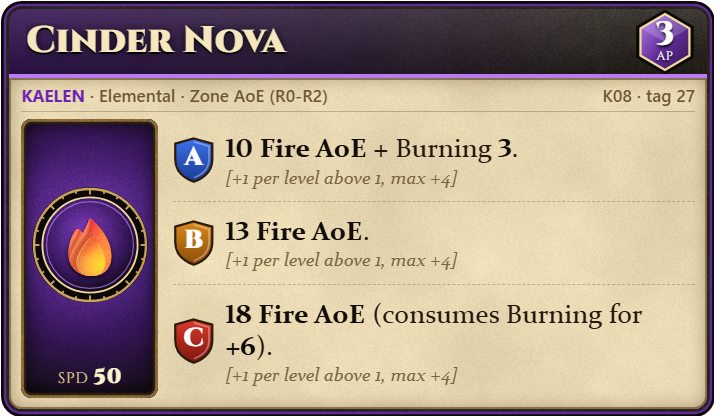 CINDER NOVA
3
AP
KAELEN · Elemental · Zone AoE (R0-R2)
K08 · tag 27
A
10 Fire AoE + Burning 3.
[+1 per level above 1, max +4]
B
13 Fire AoE.
[+1 per level above 1, max +4]
C
18 Fire AoE (consumes Burning for
+6).
[+1 per level above 1, max +4]
SPD 50